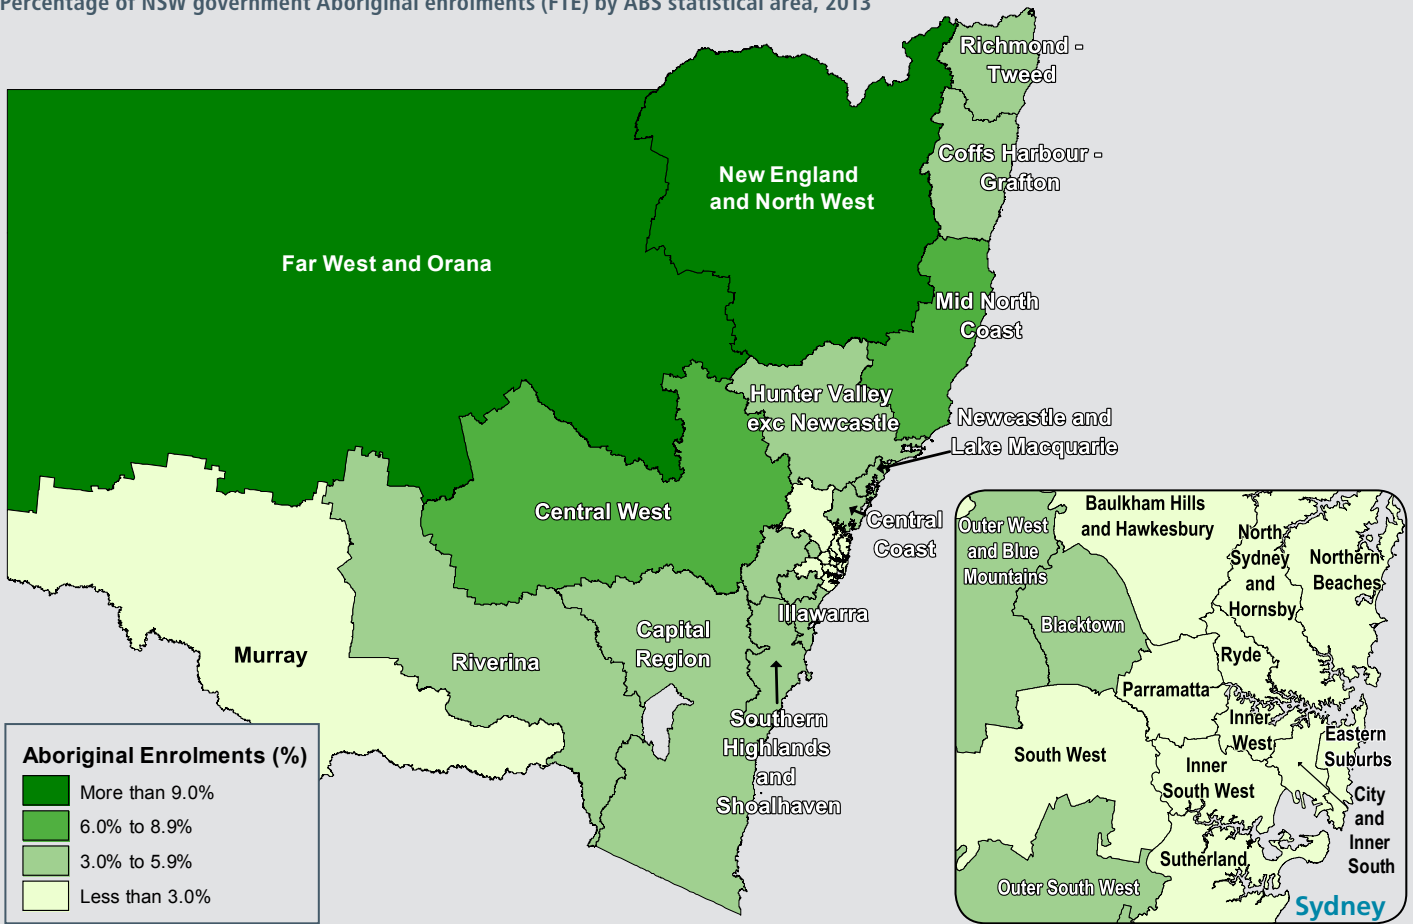 Percentage of NSW government Aboriginal enrolments (FTE) by ABS statistical area, 2013
Richmond -
Tweed
Coffs Harbour -
Grafton
New England
and North West
Far West and Orana
Mid North
Coast
Hunter Valley
exc Newcastle
Newcastle and
Lake Macquarie
Central West
Central
Coast
Illawarra
Capital
Region
Riverina
Murray
Southern
Highlands
and
Shoalhaven
Aboriginal Enrolments (%)
More than 9.0%
6.0% to 8.9%
3.0% to 5.9%
Less than 3.0%
Baulkham Hills
and Hawkesbury
Outer West
and Blue
Mountains
North
Sydney
and
Hornsby
Northern
Beaches
Blacktown
Ryde
Parramatta
Inner
West
Eastern
Suburbs
South West
Inner
South West
City
and
Inner
South
Sutherland
Outer South West
Sydney